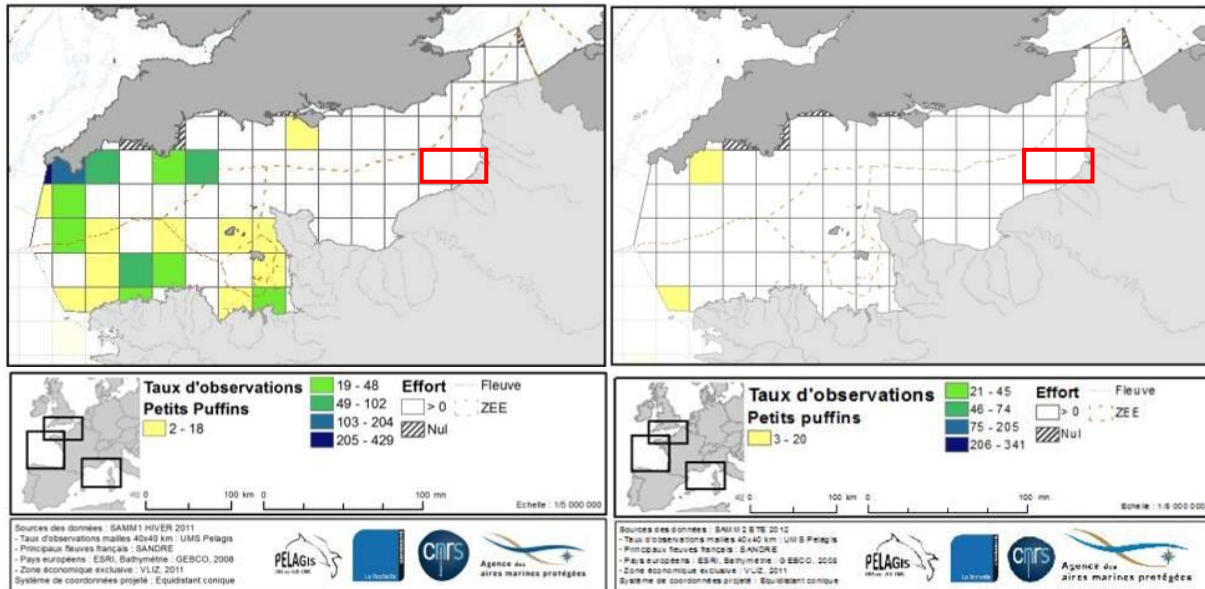 Taux d'observations
Petits Puffins
2 - 18
19 - 48
49 - 102
103 - 204
205 - 429
Effort
> 0
Nul
Fleuve
ZEE
0 100 km 0 100 mn
Echelle : 1/5 000 000
Sources des données : SAMM1 HIVER 2011
- Taux d'observations mailles 40x40 km : UMS Pelagis
- Principaux fleuves français : SANDRE
- Pays européens : ESRI, Bathymétrie : GEBCO, 2008
- Zone économique exclusive : VLIZ, 2011
Système de coordonnées projeté : Equidistant conique
PELAGIS
La Rochelle
cnrs
Agence des
aires marines protégées
Taux d'observations
Petits puffins
3 - 20
21 - 45
46 - 74
75 - 205
206 - 341
Effort
> 0
Nul
Fleuve
ZEE
0 100 km 0 100 mn
Echelle : 1/5 000 000
Sources des données : SAMM 2 ETE 2012
- Taux d'observations mailles 40x40 km : UMS Pelagis
- Principaux fleuves français : SANDRE
- Pays européens : ESRI, Bathymétrie : GEBCO, 2008
- Zone économique exclusive : VLIZ, 2011
Système de coordonnées projeté : Equidistant conique
PELAGIS
La Rochelle
cnrs
Agence des
aires marines protégées